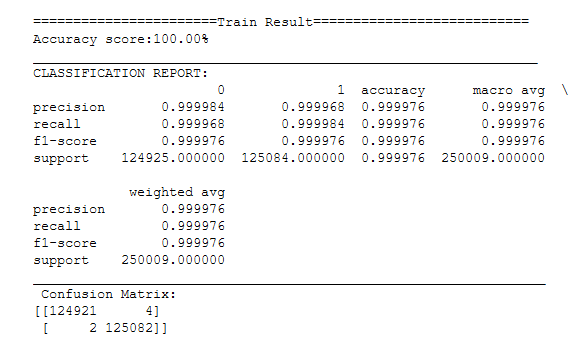 =======================Train Result===========================
Accuracy score:100.00%
_______________________________________________________________
CLASSIFICATION REPORT:
0 1 accuracy macro avg \
precision 0.999984 0.999968 0.999976 0.999976
recall 0.999968 0.999984 0.999976 0.999976
f1-score 0.999976 0.999976 0.999976 0.999976
support 124925.000000 125084.000000 0.999976 250009.000000
weighted avg
precision 0.999976
recall 0.999976
f1-score 0.999976
support 250009.000000
________________________________________________________________
Confusion Matrix:
[[124921 4]
[ 2 125082]]